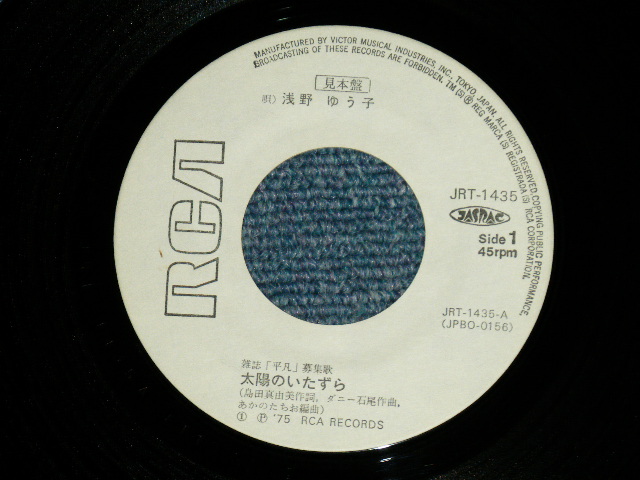 MANUFACTURED BY VICTOR MUSICAL INDUSTRIES, INC., TOKYO, JAPAN. ALL RIGHTS RESERVED. COPYING PUBLIC PERFORMANCE,
BROADCASTING OF THESE RECORDS ARE FORBIDDEN. TM (S) ® REG MARCA (S) REGISTRADA (S) RCA CORPORATION.
見本盤
唄) 浅野 ゆう子
RCA
JRT-1435
JASRAC
Side 1
45rpm
JRT-1435-A
(JPBO-0156)
雑誌「平凡」募集歌
太陽のいたずら
(島田真由美作詞, ダニー石尾作曲,
あかのたちお編曲)
Ⓘ Ⓟ '75 RCA RECORDS